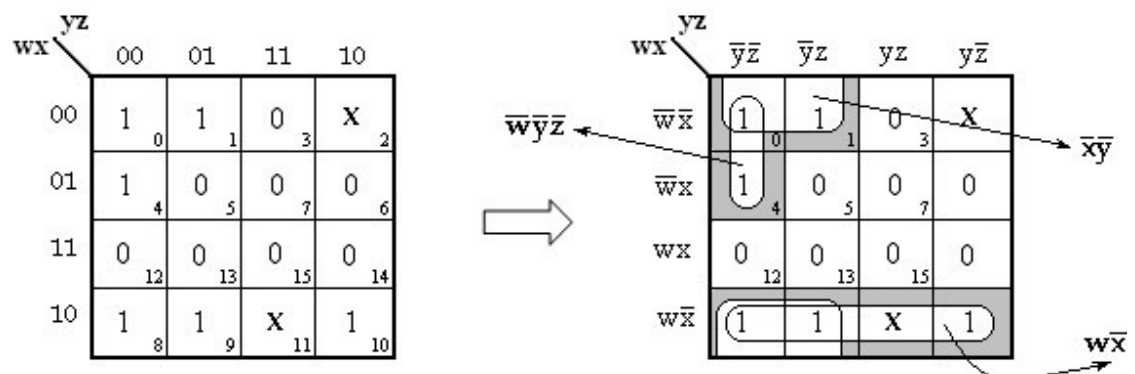 yz yz
wx 00 01 11 10 wx y̅z̅ y̅z yz yz̅
00 1 0 1 1 0 3 X 2 w̅x̅ 1 0 1 1 0 3 X
w̅y̅z̅ x̅y̅
01 1 4 0 5 0 7 0 6 w̅x 1 4 0 5 0 7 0
11 0 12 0 13 0 15 0 14 wx 0 12 0 13 0 15 0
10 1 8 1 9 X 11 1 10 wx̅ 1 1 X 1
wx̅